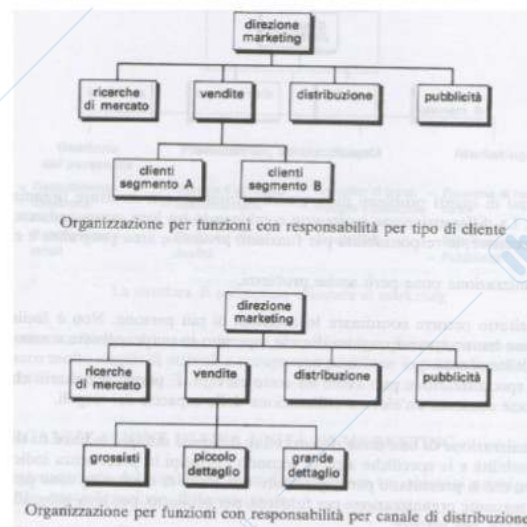 direzione
marketing
ricerche
di mercato
vendite
distribuzione
pubblicità
clienti
segmento A
clienti
segmento B
Organizzazione per funzioni con responsabilità per tipo di cliente
direzione
marketing
ricerche
di mercato
vendite
distribuzione
pubblicità
grossisti
piccolo
dettaglio
grande
dettaglio
Organizzazione per funzioni con responsabilità per canale di distribuzione